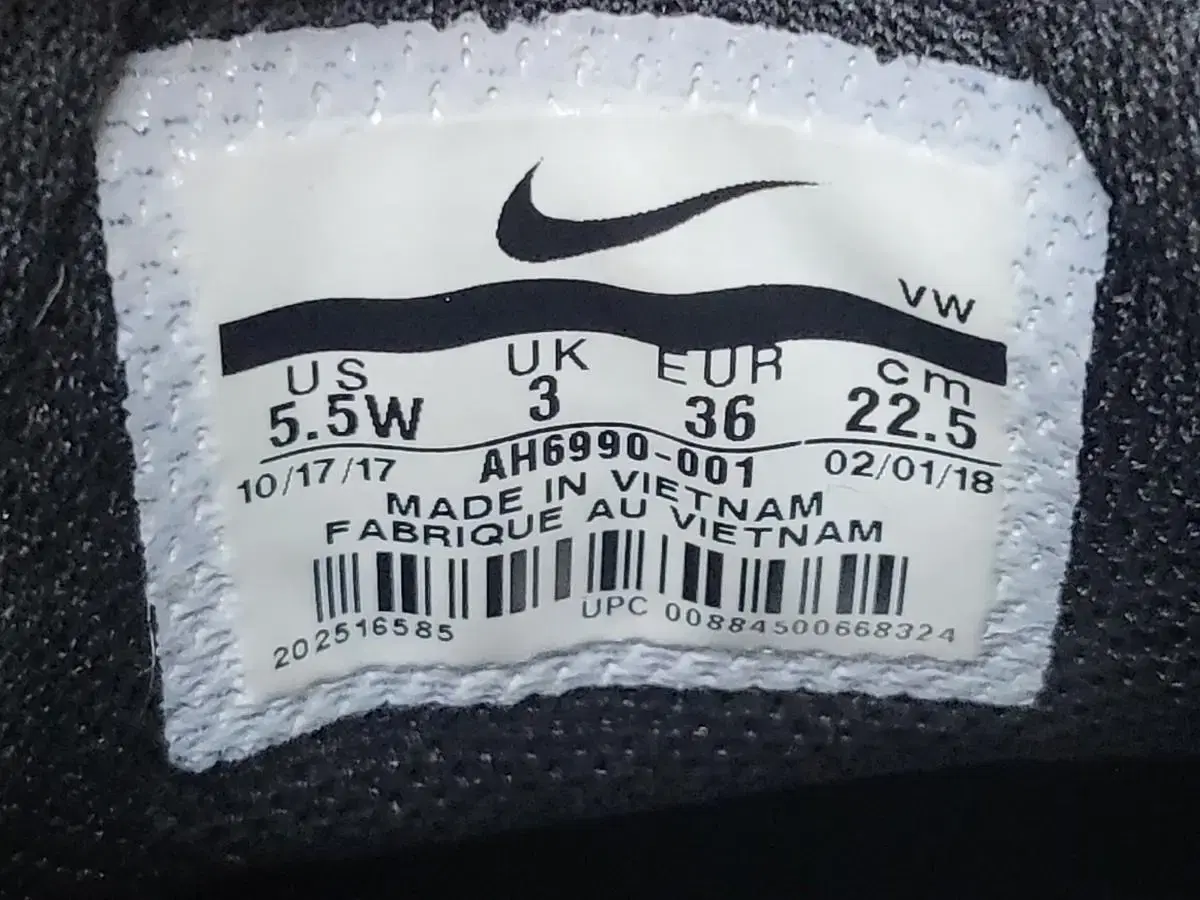 VW
US UK EUR cm
5.5W 3 36 22.5
10/17/17 AH6990-001 02/01/18
MADE IN VIETNAM
FABRIQUE AU VIETNAM
202516585 UPC 00884500668324